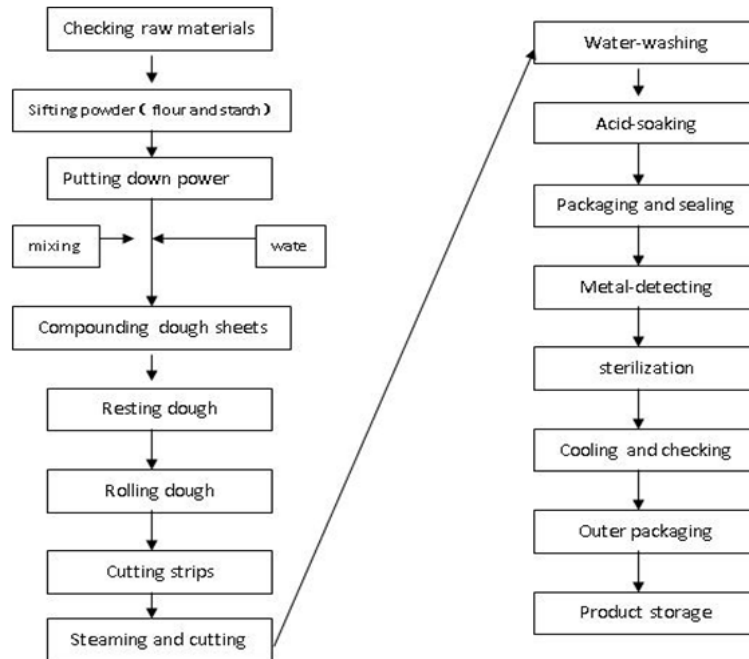 Checking raw materials
Sifting powder( flour and starch)
Putting down power
mixing
wate
Compounding dough sheets
Resting dough
Rolling dough
Cutting strips
Steaming and cutting
Water-washing
Acid-soaking
Packaging and sealing
Metal-detecting
sterilization
Cooling and checking
Outer packaging
Product storage